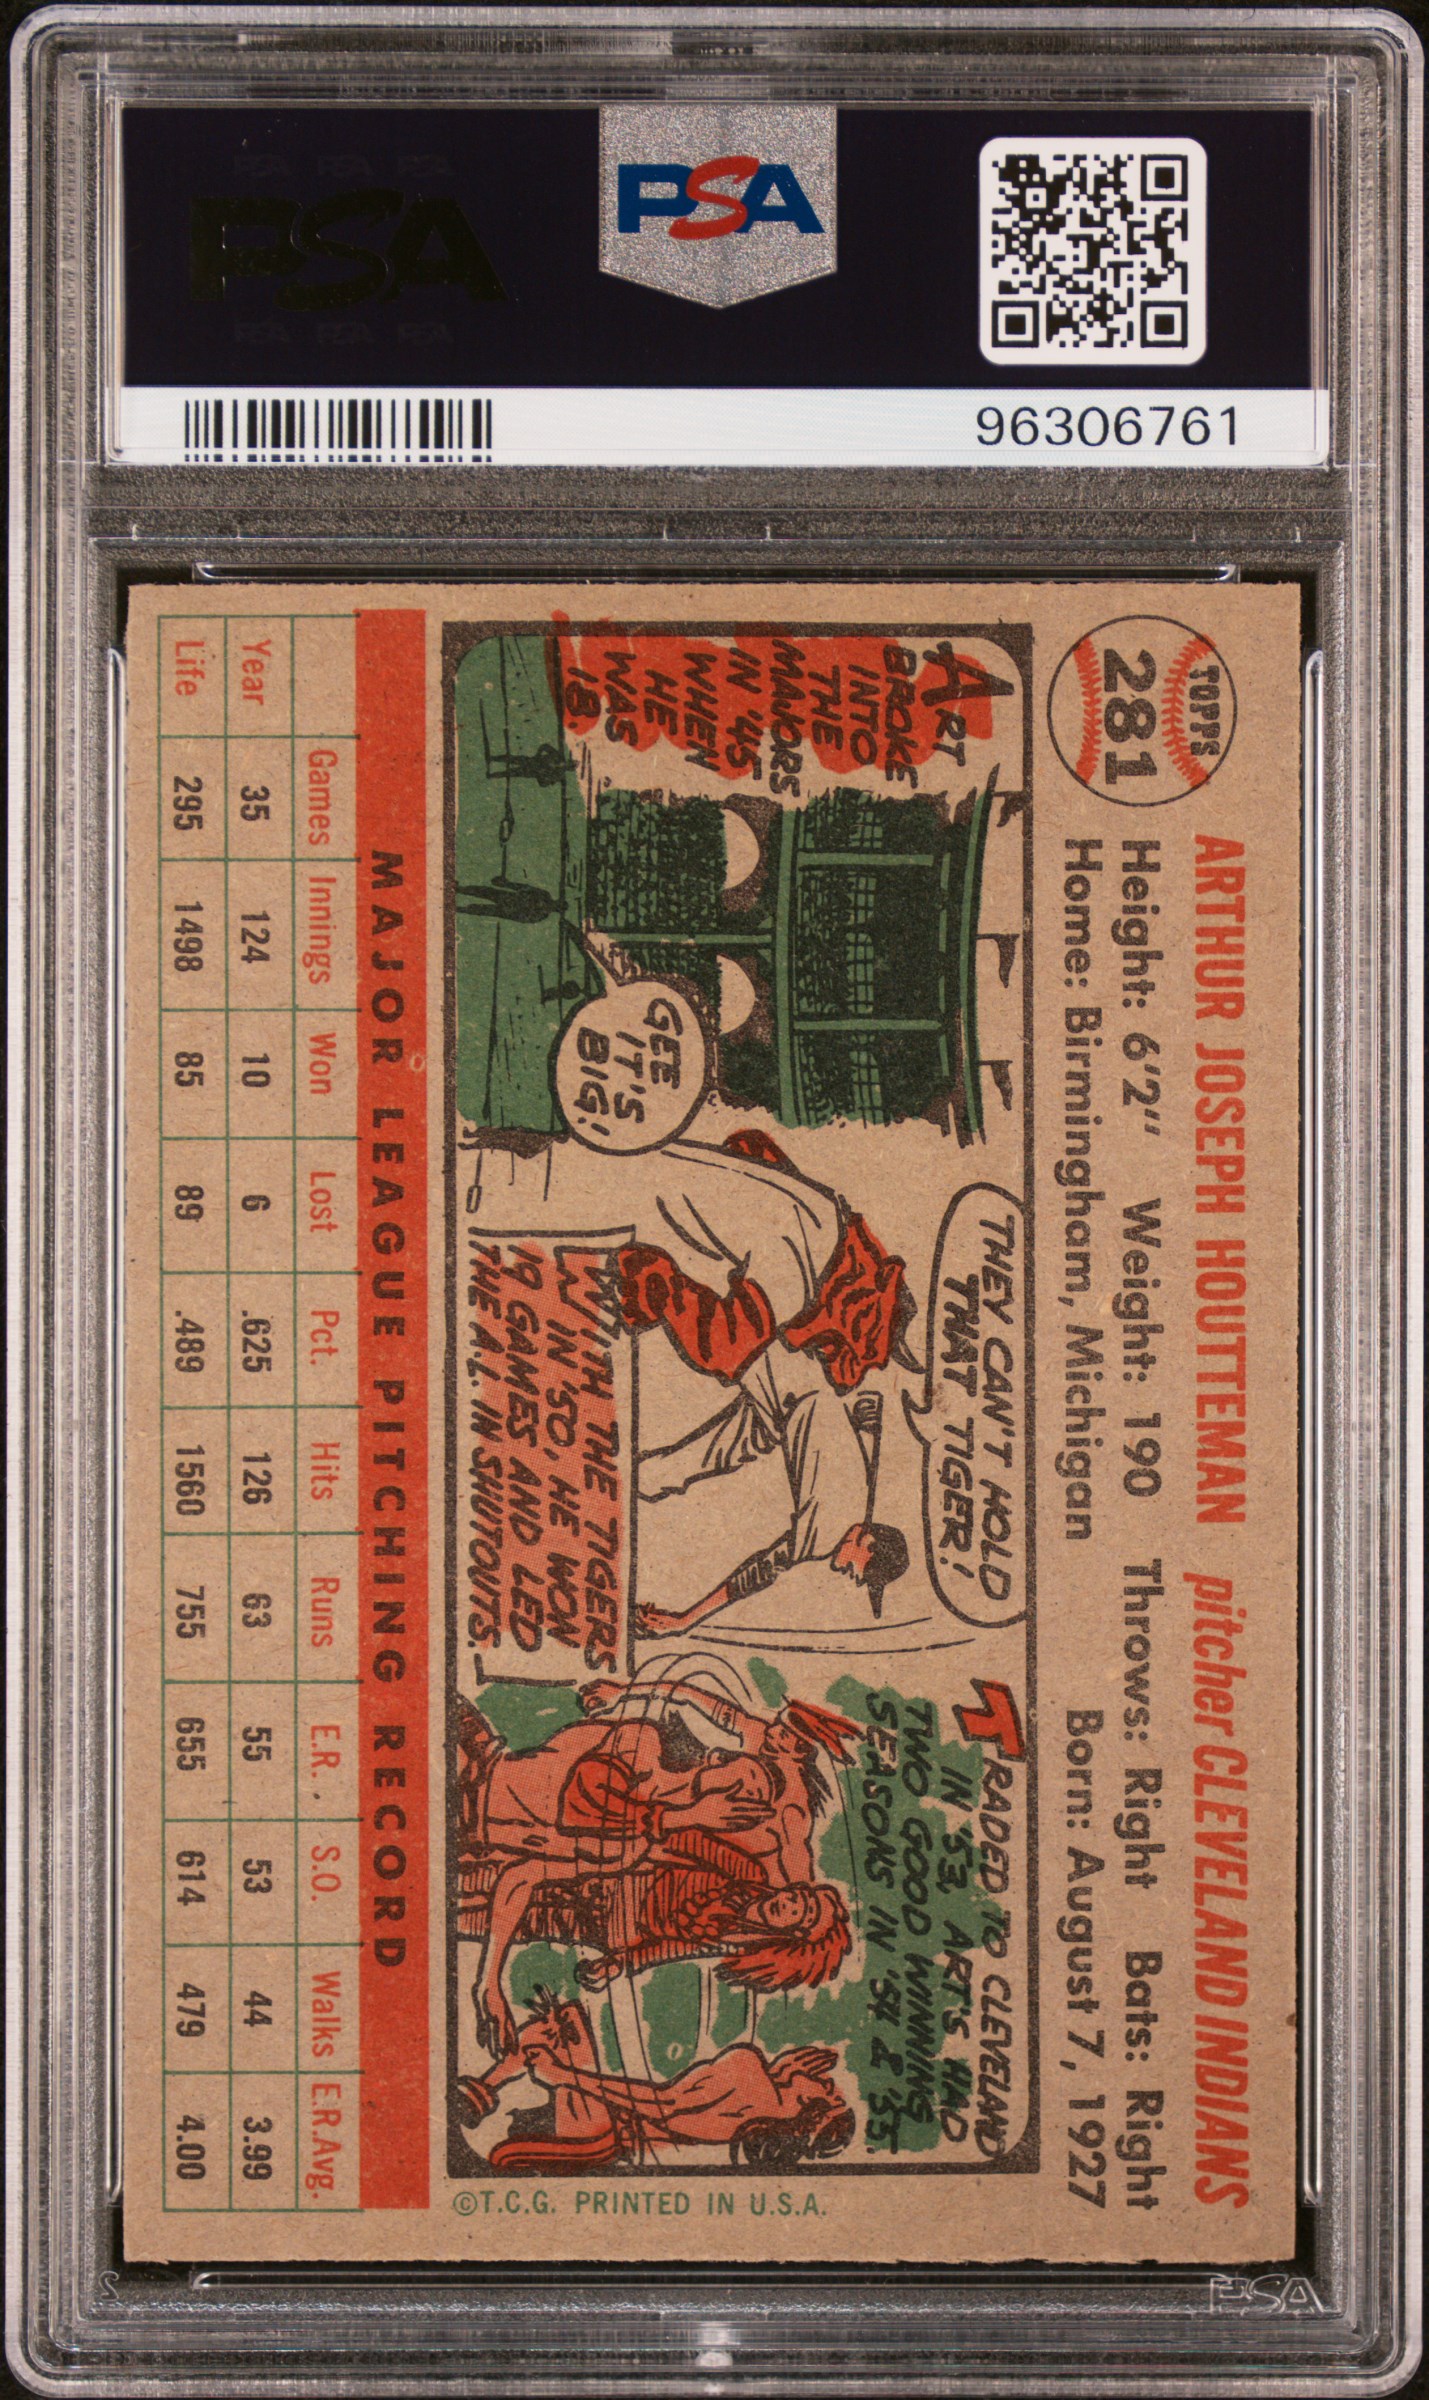 PSA
PSA
96306761
TOPPS
281
ARTHUR JOSEPH HOUTTEMAN pitcher CLEVELAND INDIANS
Height: 6'2" Weight: 190 Throws: Right Bats: Right
Home: Birmingham, Michigan Born: August 7, 1927
ART
BROKE
INTO
THE
MANORS
IN '45
WHEN
HE
WAS
18.
GEE
IT'S
BIG!
THEY CAN'T HOLD
THAT TIGER!
WITH THE TIGERS
IN '50, HE WON
19 GAMES AND LED
THE A.L. IN SHUTOUTS.
TRADED TO CLEVELAND
IN '53, ART'S HAD
TWO GOOD WINNING
SEASONS IN '54 & '55.
©T.C.G. PRINTED IN U.S.A.
MAJOR LEAGUE PITCHING RECORD
Games Innings Won Lost Pct. Hits Runs E.R. S.O. Walks E.R.Avg.
Year 35 124 10 6 .625 126 63 55 53 44 3.99
Life 295 1498 85 89 .489 1560 755 655 614 479 4.00
PSA